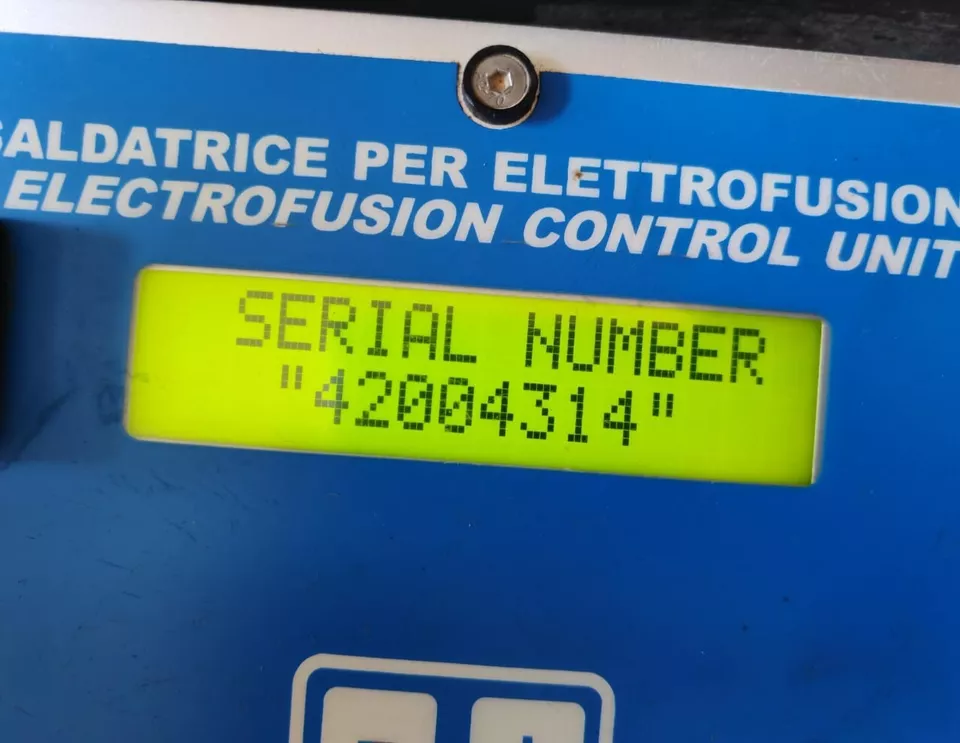 SALDATRICE PER ELETTROFUSION
ELECTROFUSION CONTROL UNIT
SERIAL NUMBER
"42004314"